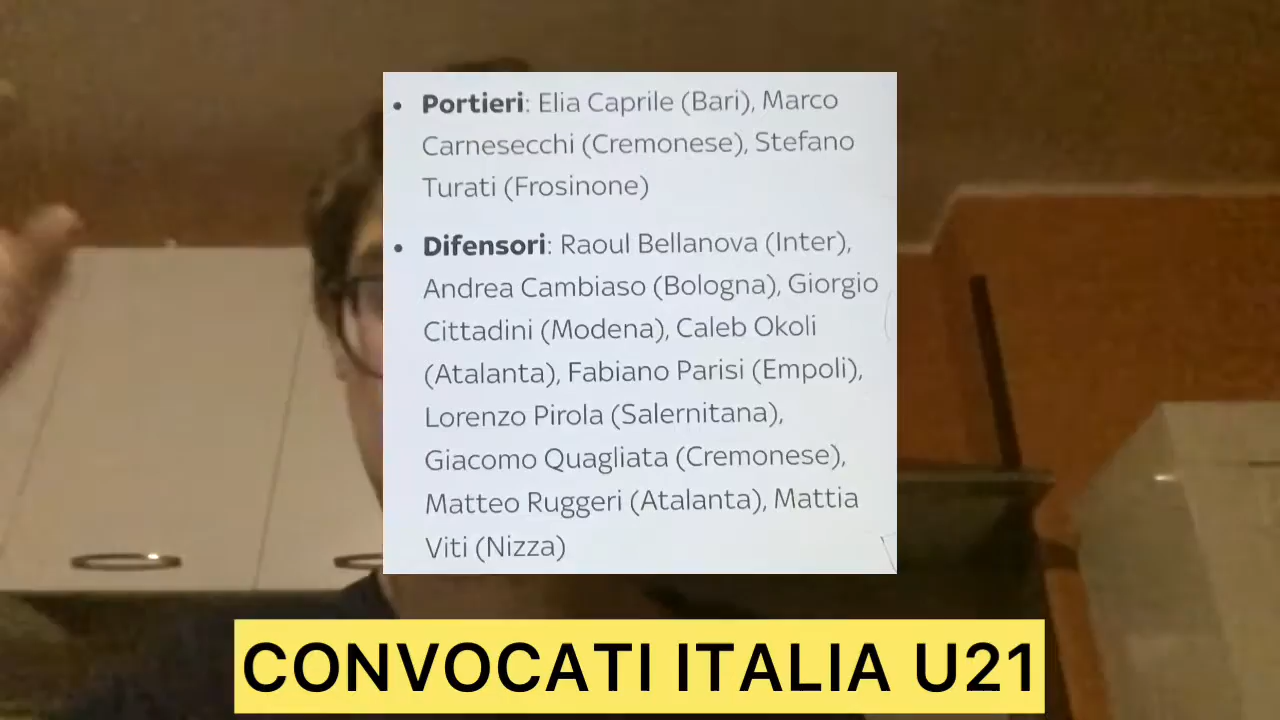 • Portieri: Elia Caprile (Bari), Marco
Carnesecchi (Cremonese), Stefano
Turati (Frosinone)
• Difensori: Raoul Bellanova (Inter),
Andrea Cambiaso (Bologna), Giorgio
Cittadini (Modena), Caleb Okoli
(Atalanta), Fabiano Parisi (Empoli),
Lorenzo Pirola (Salernitana),
Giacomo Quagliata (Cremonese),
Matteo Ruggeri (Atalanta), Mattia
Viti (Nizza)
CONVOCATI ITALIA U21